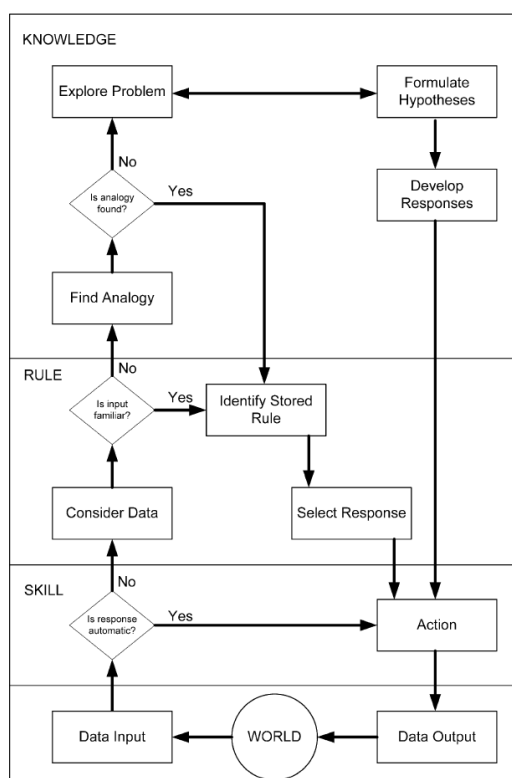 KNOWLEDGE
Explore Problem
Formulate
Hypotheses
No
Is analogy
found?
Yes
Develop
Responses
Find Analogy
RULE
No
Is input
familiar?
Yes
Identify Stored
Rule
Consider Data
Select Response
SKILL
No
Is response
automatic?
Yes
Action
Data Input
WORLD
Data Output